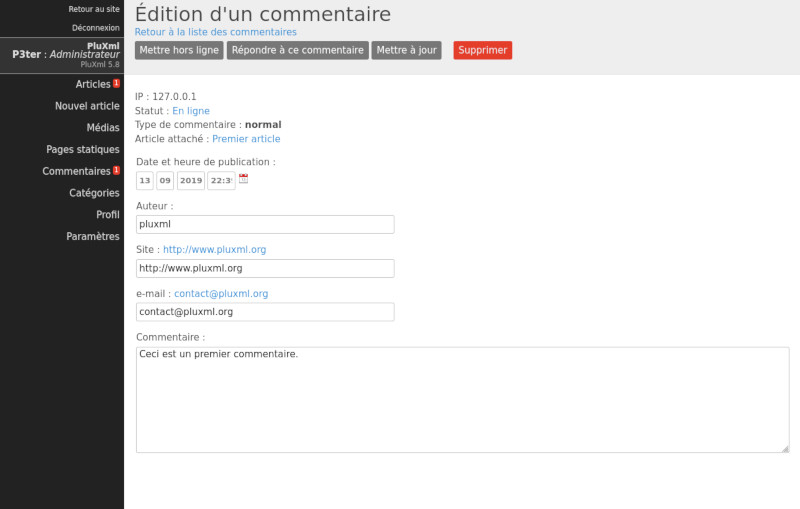 Retour au site
Déconnexion
PluXml
P3ter : Administrateur
PluXml 5.8
Articles 1
Nouvel article
Médias
Pages statiques
Commentaires 1
Catégories
Profil
Paramètres
Édition d'un commentaire
Retour à la liste des commentaires
Mettre hors ligne Répondre à ce commentaire Mettre à jour Supprimer
IP : 127.0.0.1
Statut : En ligne
Type de commentaire : normal
Article attaché : Premier article
Date et heure de publication :
13 09 2019
Auteur :
pluxml
Site : http://www.pluxml.org
http://www.pluxml.org
e-mail : contact@pluxml.org
contact@pluxml.org
Commentaire :
Ceci est un premier commentaire.